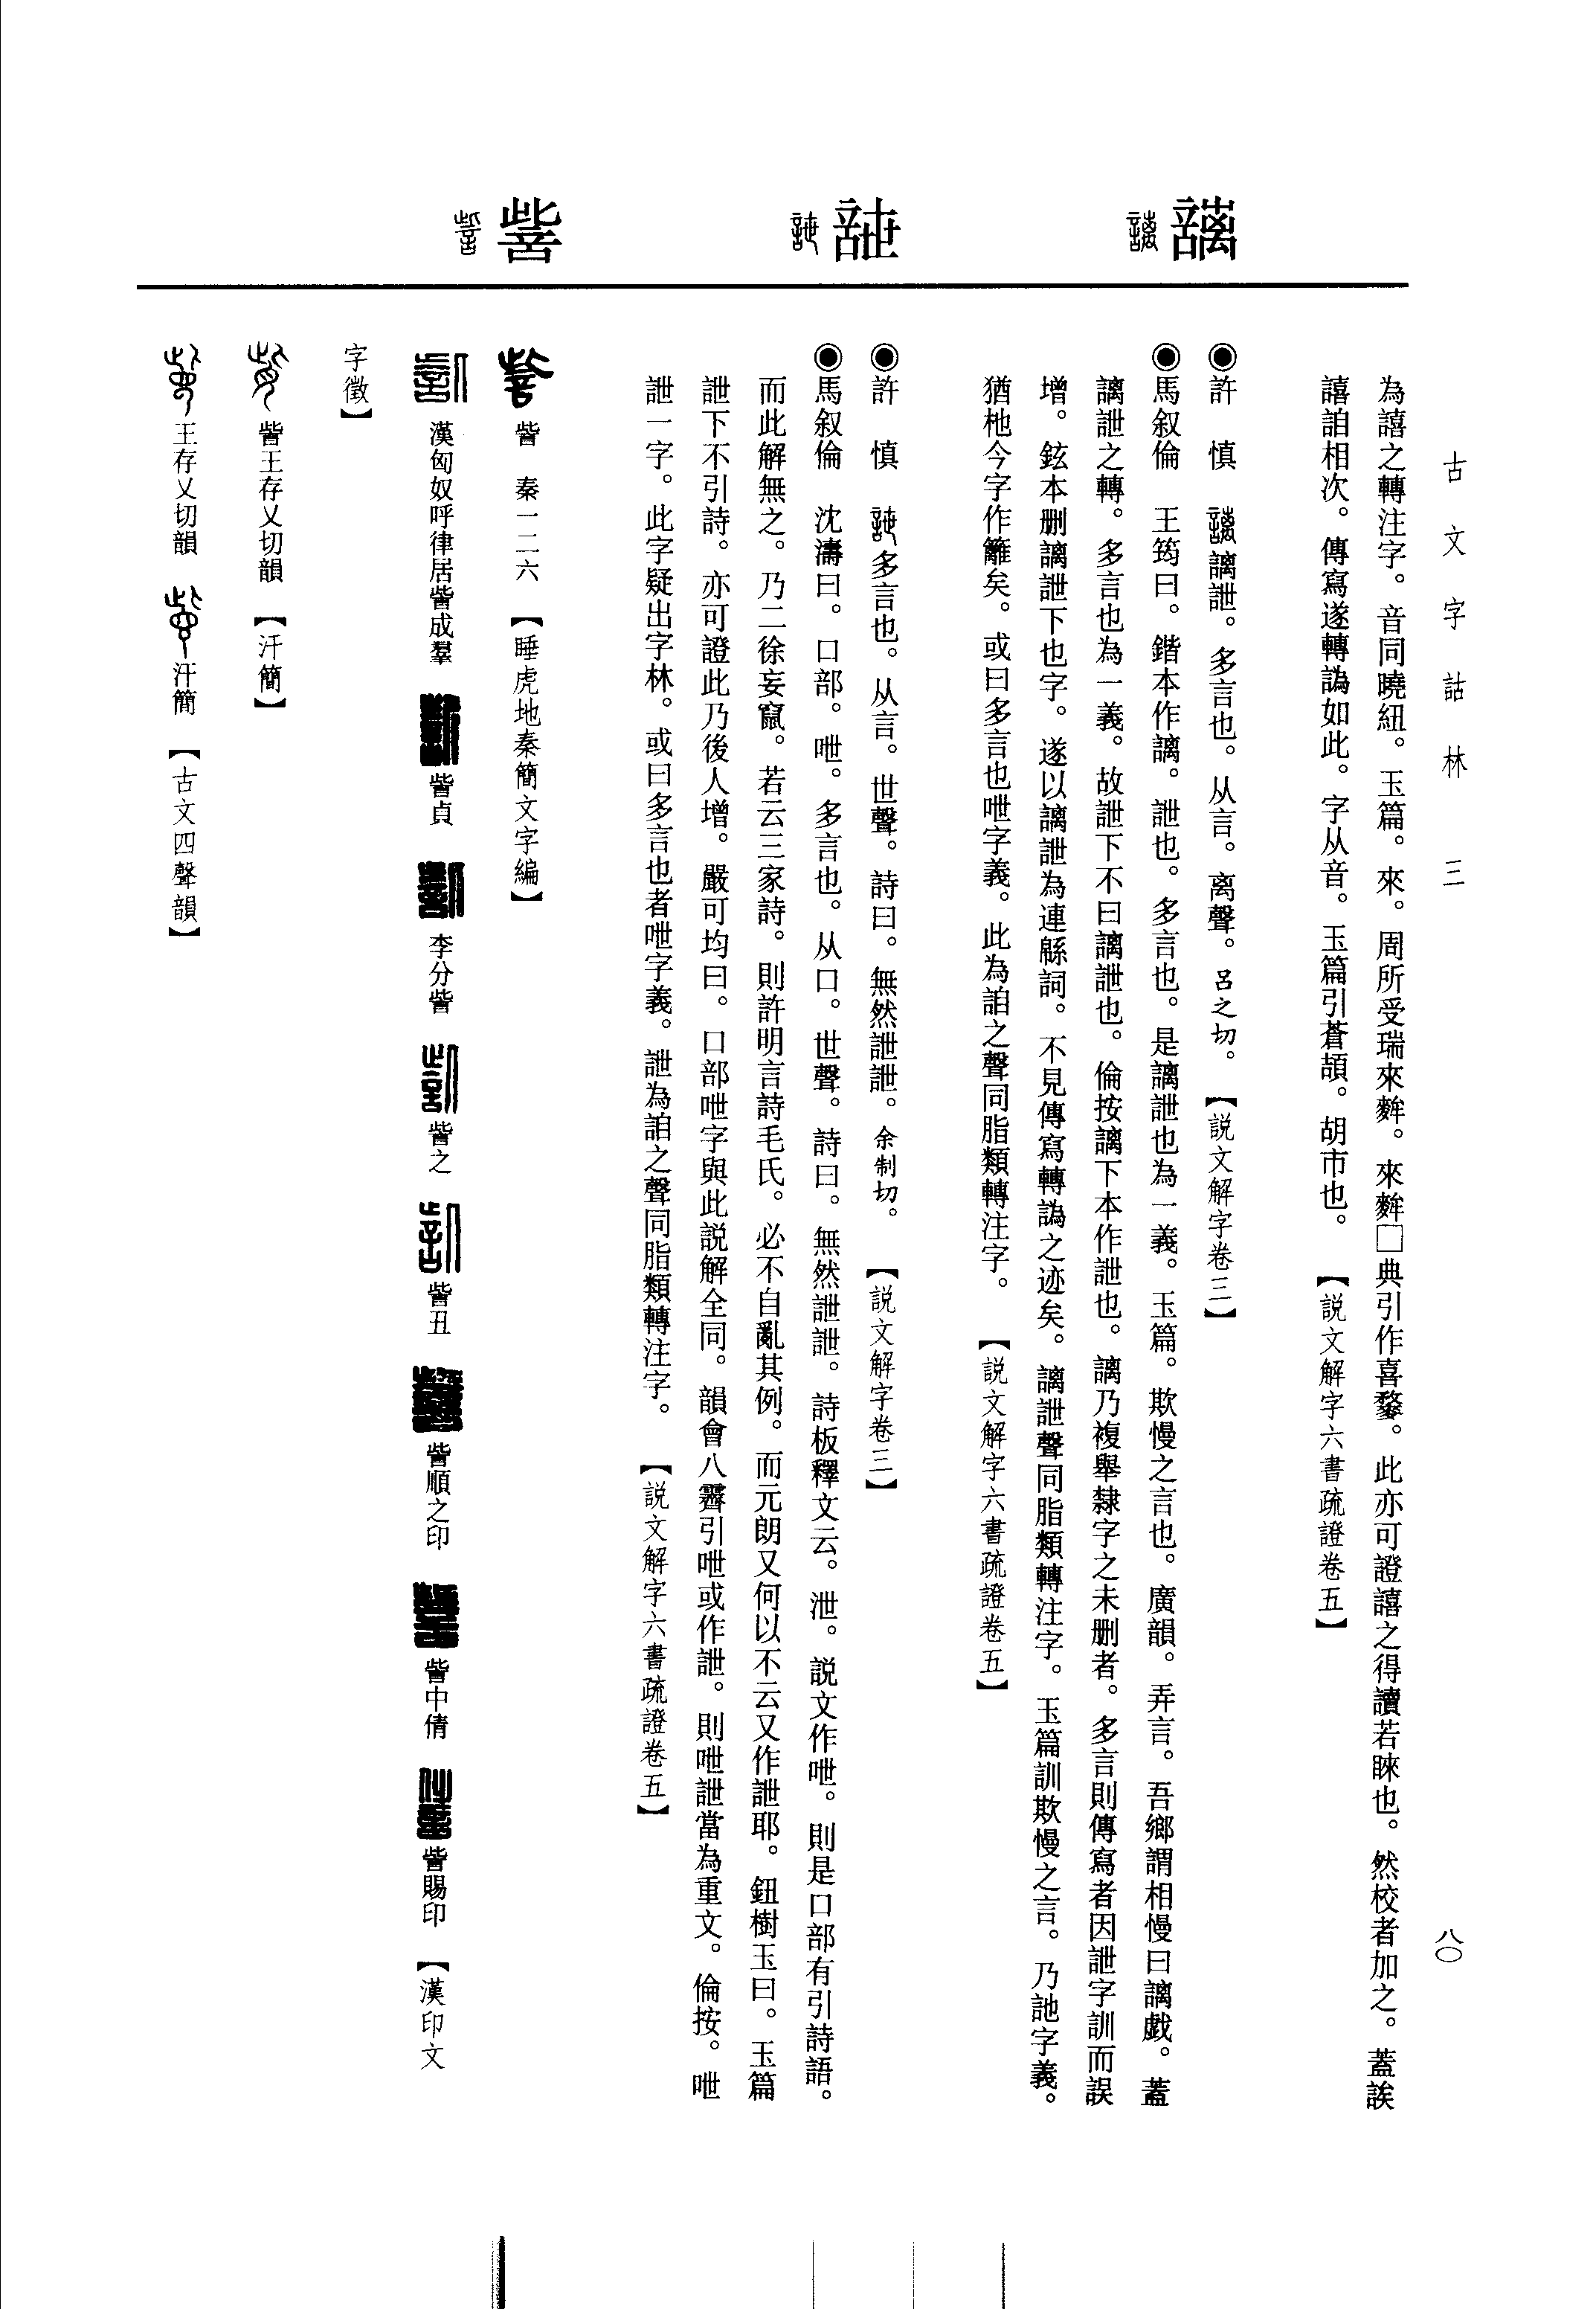 古文字詁林 三
八〇
為譆之轉注字。音同曉紐。玉篇。來。周所受瑞來麰。來麰□典引作喜𪎭。此亦可證譆之得讀若睞也。然校者加之。蓋誒
譆詯相次。傳寫遂轉譌如此。字从音。玉篇引蒼頡。胡市也。【説文解字六書疏證卷五】
謧
◉許 慎 謧詍。多言也。从言。离聲。呂之切。【説文解字卷三】
◉馬叙倫 王筠曰。鍇本作謧。詍也。多言也。是謧詍也為一義。玉篇。欺慢之言也。廣韻。弄言。吾鄉謂相慢曰謧戲。蓋
謧詍之轉。多言也為一義。故詍下不曰謧詍也。倫按謧下本作詍也。謧乃複舉隸字之未删者。多言則傳寫者因詍字訓而誤
增。鉉本删謧詍下也字。遂以謧詍為連緜詞。不見傳寫轉譌之迹矣。謧詍聲同脂類轉注字。玉篇訓欺慢之言。乃訑字義。
猶杝今字作籬矣。或曰多言也呭字義。此為詯之聲同脂類轉注字。【説文解字六書疏證卷五】
詍
◉許 慎 多言也。从言。世聲。詩曰。無然詍詍。余制切。【説文解字卷三】
◉馬叙倫 沈濤曰。口部。呭。多言也。从口。世聲。詩曰。無然詍詍。詩板釋文云。泄。説文作呭。則是口部有引詩語。
而此解無之。乃二徐妄竄。若云三家詩。則許明言詩毛氏。必不自亂其例。而元朗又何以不云又作詍耶。鈕樹玉曰。玉篇
詍下不引詩。亦可證此乃後人增。嚴可均曰。口部呭字與此説解全同。韻會八霽引呭或作詍。則呭詍當為重文。倫按。呭
詍一字。此字疑出字林。或曰多言也者呭字義。詍為詯之聲同脂類轉注字。【説文解字六書疏證卷五】
訾
訾 秦一二六【睡虎地秦簡文字編】
漢匈奴呼律居訾成羣 訾貞 李分訾 訾之 訾丑 訾順之印 訾中倩 訾賜印【漢印文
字徵】
訾王存乂切韻【汗簡】
王存乂切韻 汗簡【古文四聲韻】